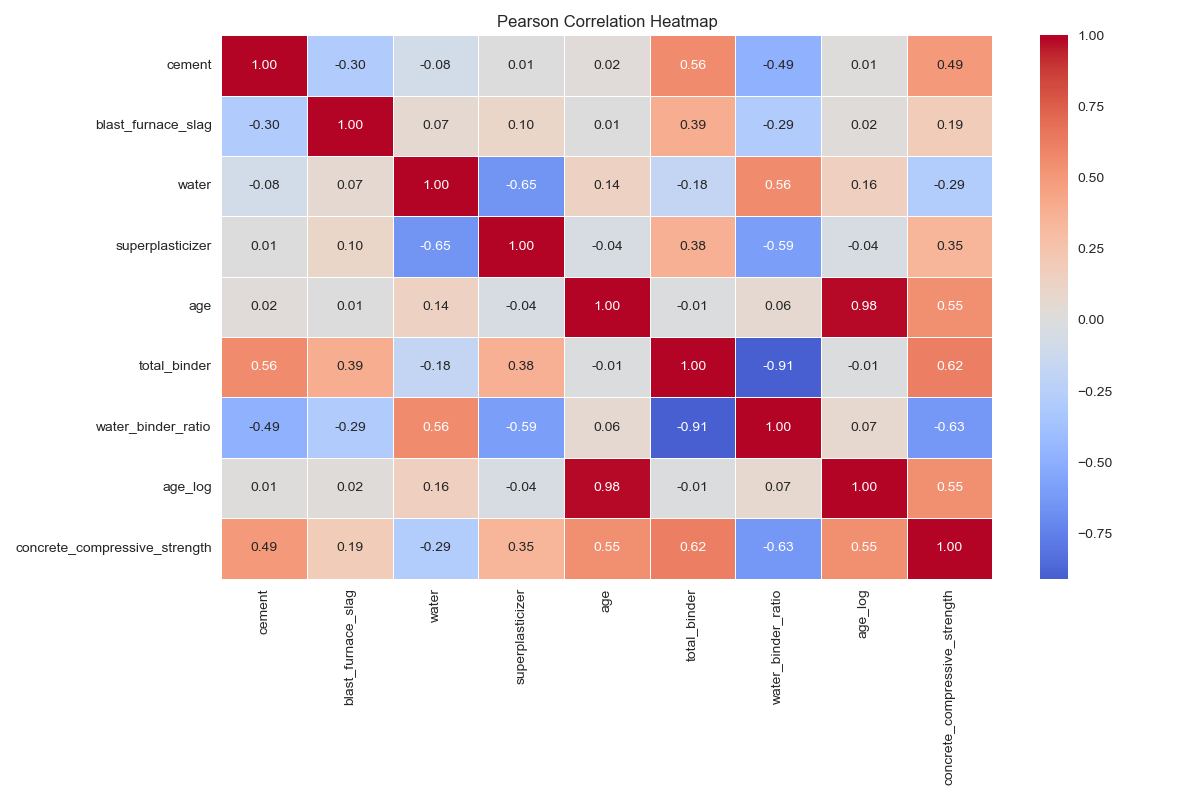 Pearson Correlation Heatmap
cement 1.00 -0.30 -0.08 0.01 0.02 0.56 -0.49 0.01 0.49
blast_furnace_slag -0.30 1.00 0.07 0.10 0.01 0.39 -0.29 0.02 0.19
water -0.08 0.07 1.00 -0.65 0.14 -0.18 0.56 0.16 -0.29
superplasticizer 0.01 0.10 -0.65 1.00 -0.04 0.38 -0.59 -0.04 0.35
age 0.02 0.01 0.14 -0.04 1.00 -0.01 0.06 0.98 0.55
total_binder 0.56 0.39 -0.18 0.38 -0.01 1.00 -0.91 -0.01 0.62
water_binder_ratio -0.49 -0.29 0.56 -0.59 0.06 -0.91 1.00 0.07 -0.63
age_log 0.01 0.02 0.16 -0.04 0.98 -0.01 0.07 1.00 0.55
concrete_compressive_strength 0.49 0.19 -0.29 0.35 0.55 0.62 -0.63 0.55 1.00
cement
blast_furnace_slag
water
superplasticizer
age
total_binder
water_binder_ratio
age_log
concrete_compressive_strength
1.00
0.75
0.50
0.25
0.00
−0.25
−0.50
−0.75